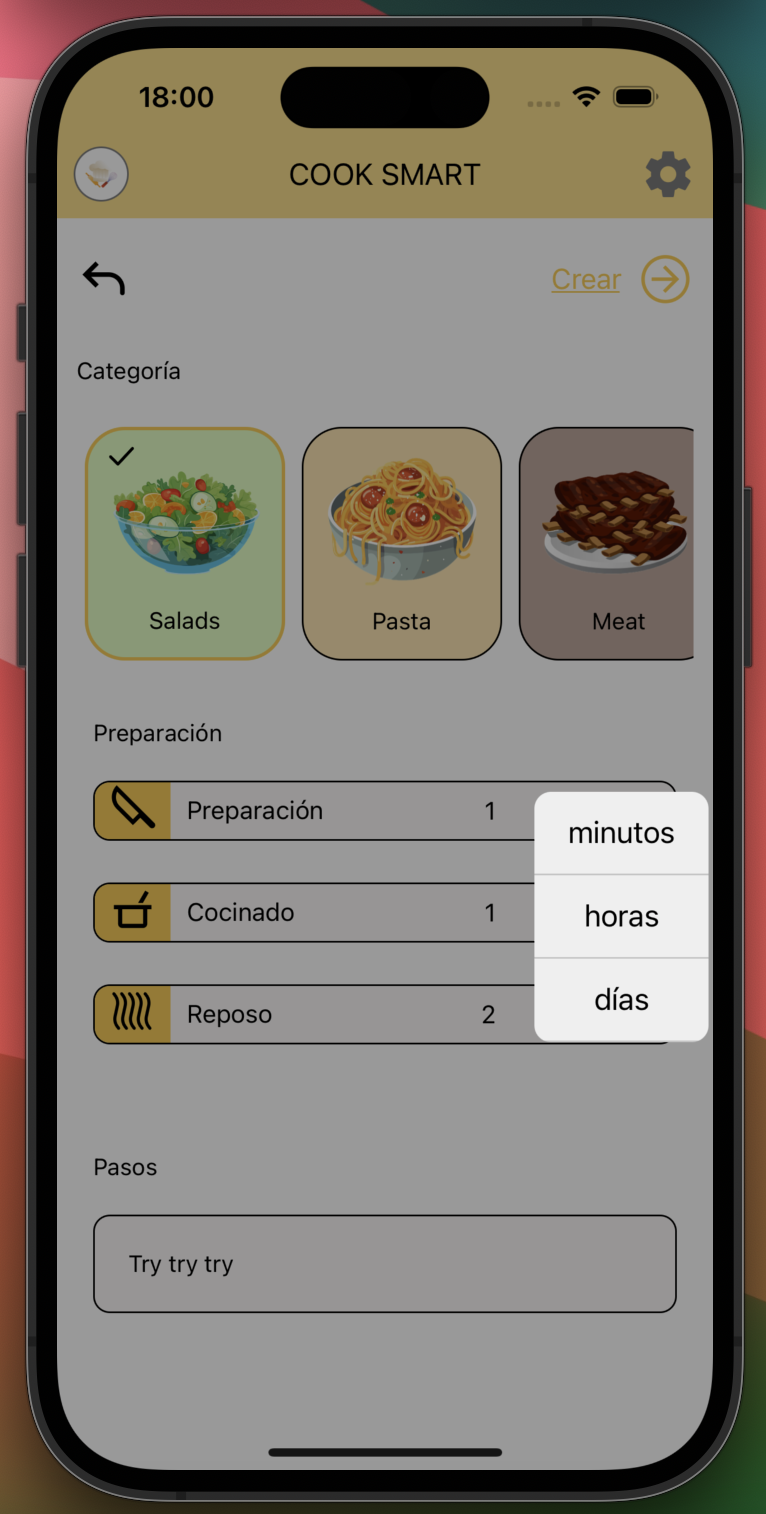 18:00
COOK SMART
Crear
Categoría
Salads
Pasta
Meat
Preparación
Preparación 1
minutos
Cocinado 1
horas
Reposo 2
días
Pasos
Try try try